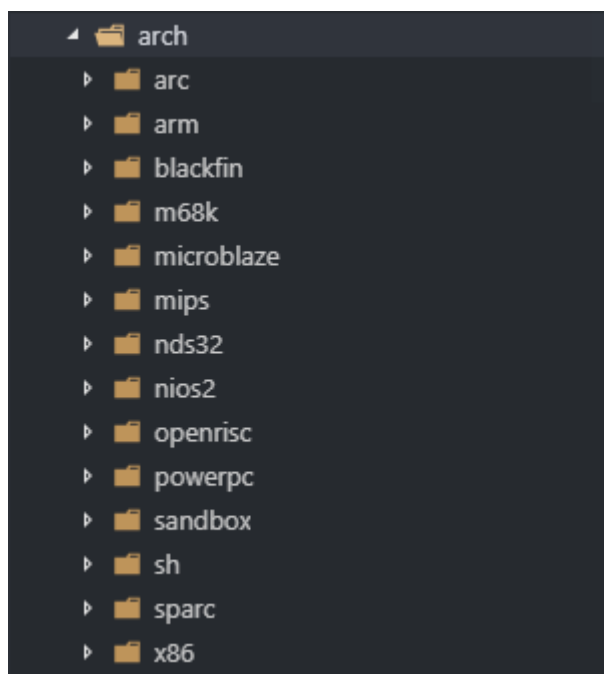 arch
arc
arm
blackfin
m68k
microblaze
mips
nds32
nios2
openrisc
powerpc
sandbox
sh
sparc
x86